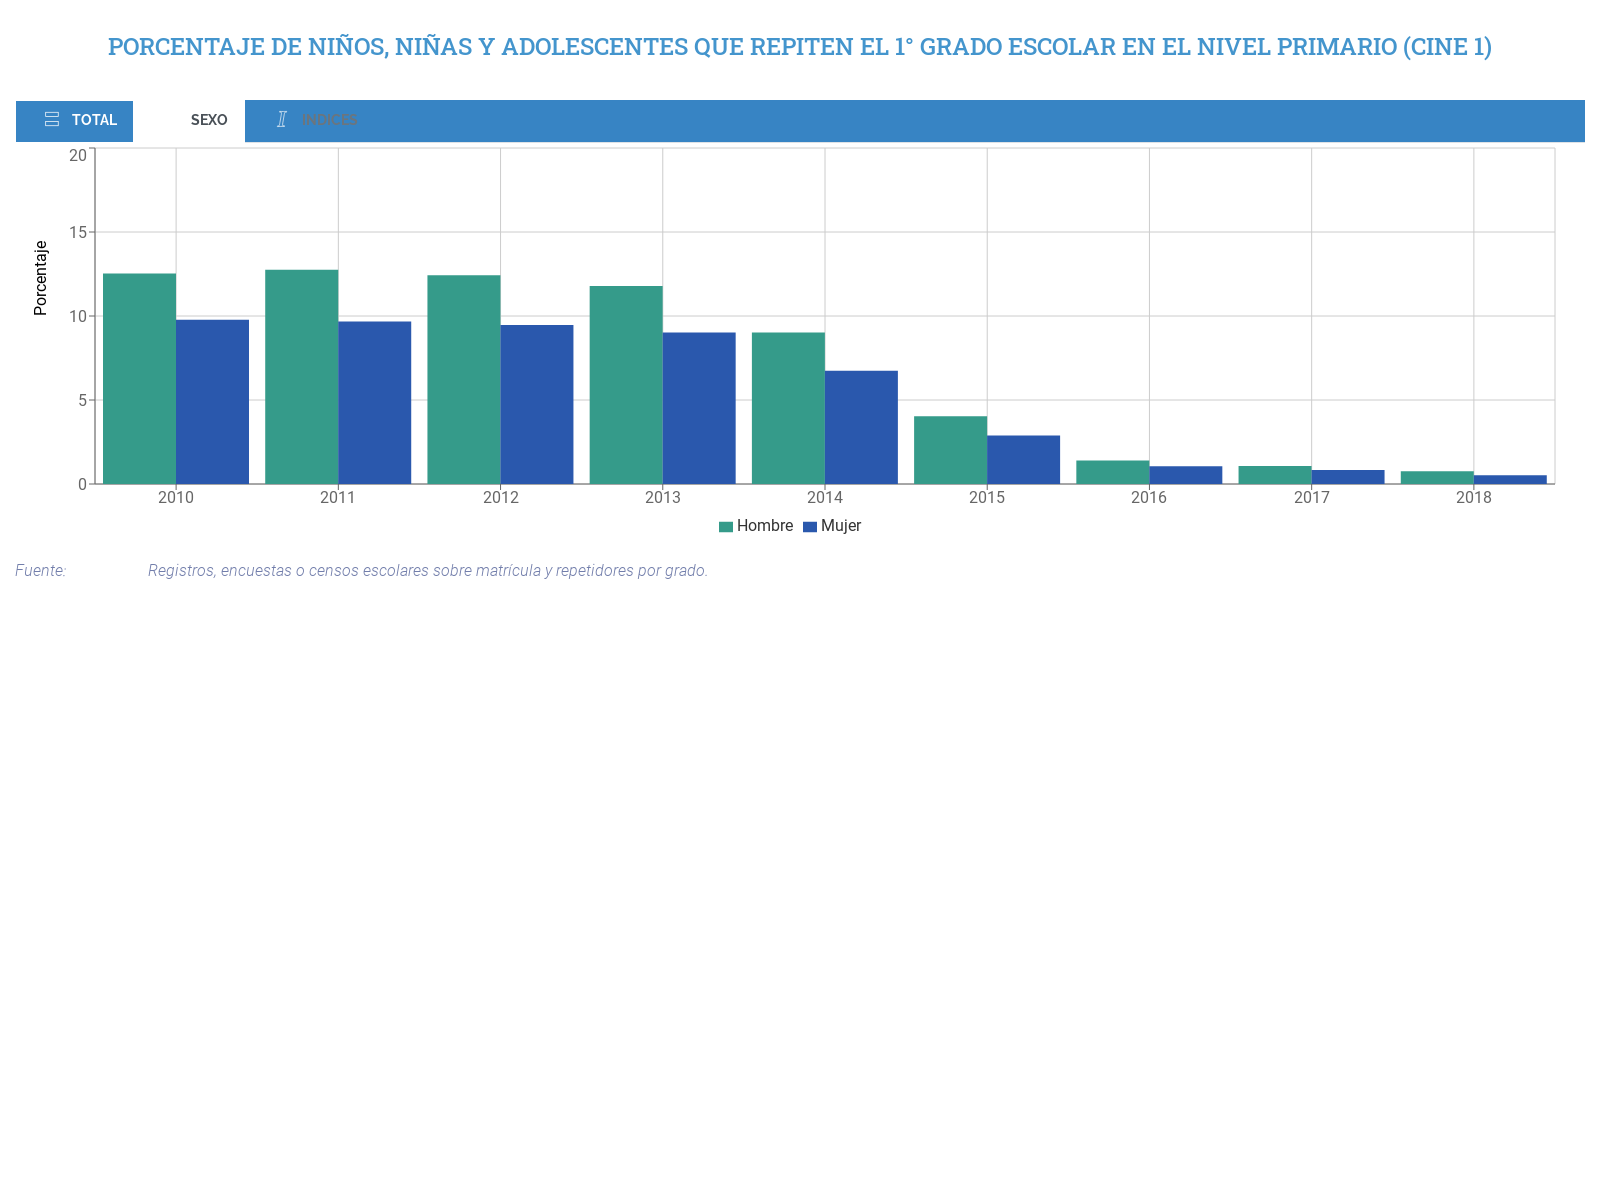 PORCENTAJE DE NIÑOS, NIÑAS Y ADOLESCENTES QUE REPITEN EL 1° GRADO ESCOLAR EN EL NIVEL PRIMARIO (CINE 1)
TOTAL SEXO INDICES
20
15
10
5
0
Porcentaje
2010 2011 2012 2013 2014 2015 2016 2017 2018
Hombre Mujer
Fuente: Registros, encuestas o censos escolares sobre matrícula y repetidores por grado.